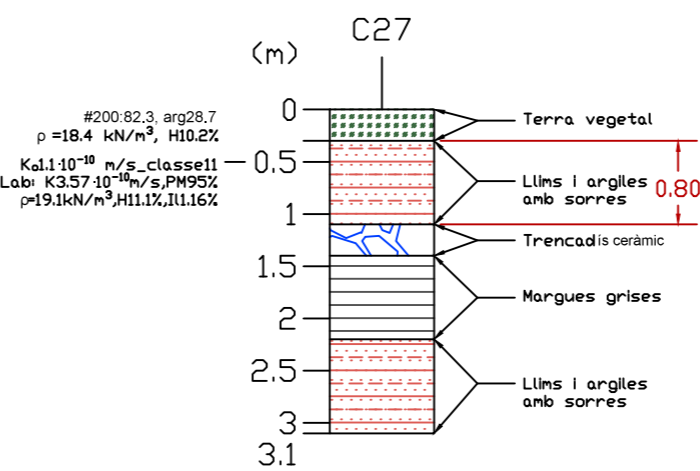 C27
(m)
#200:82.3, arg28.7
ρ =18.4 kN/m³, H10.2%
K₀1.1·10⁻¹⁰ m/s_classe11
Lab: K3.57·10⁻¹⁰m/s,PM95%
ρ=19.1kN/m³,H11.1%,Il1.16%
0
0.5
1
1.5
2
2.5
3
3.1
Terra vegetal
Llims i argiles
amb sorres
0.80
Trencadís ceràmic
Margues grises
Llims i argiles
amb sorres